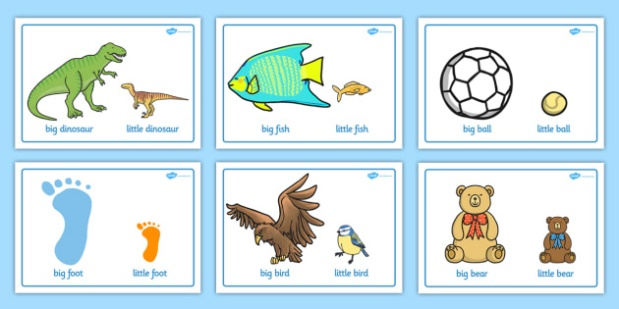 big dinosaur little dinosaur
big fish little fish
big ball little ball
big foot little foot
big bird little bird
big bear little bear